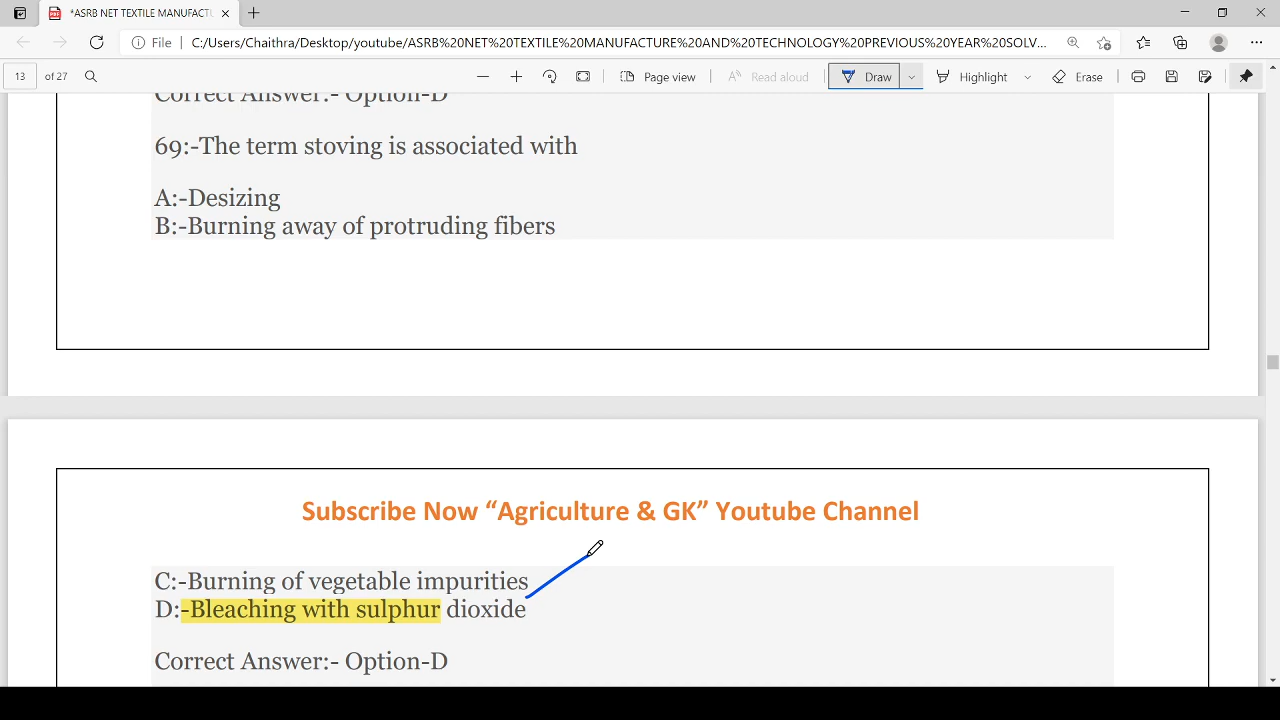 *ASRB NET TEXTILE MANUFACTU
File
C:/Users/Chaithra/Desktop/youtube/ASRB%20NET%20TEXTILE%20MANUFACTURE%20AND%20TECHNOLOGY%20PREVIOUS%20YEAR%20SOLV...
13 of 27
Page view
Read aloud
Draw
Highlight
Erase
Correct Answer:- Option-D
69:-The term stoving is associated with
A:-Desizing
B:-Burning away of protruding fibers
Subscribe Now “Agriculture & GK” Youtube Channel
C:-Burning of vegetable impurities
D:-Bleaching with sulphur dioxide
Correct Answer:- Option-D